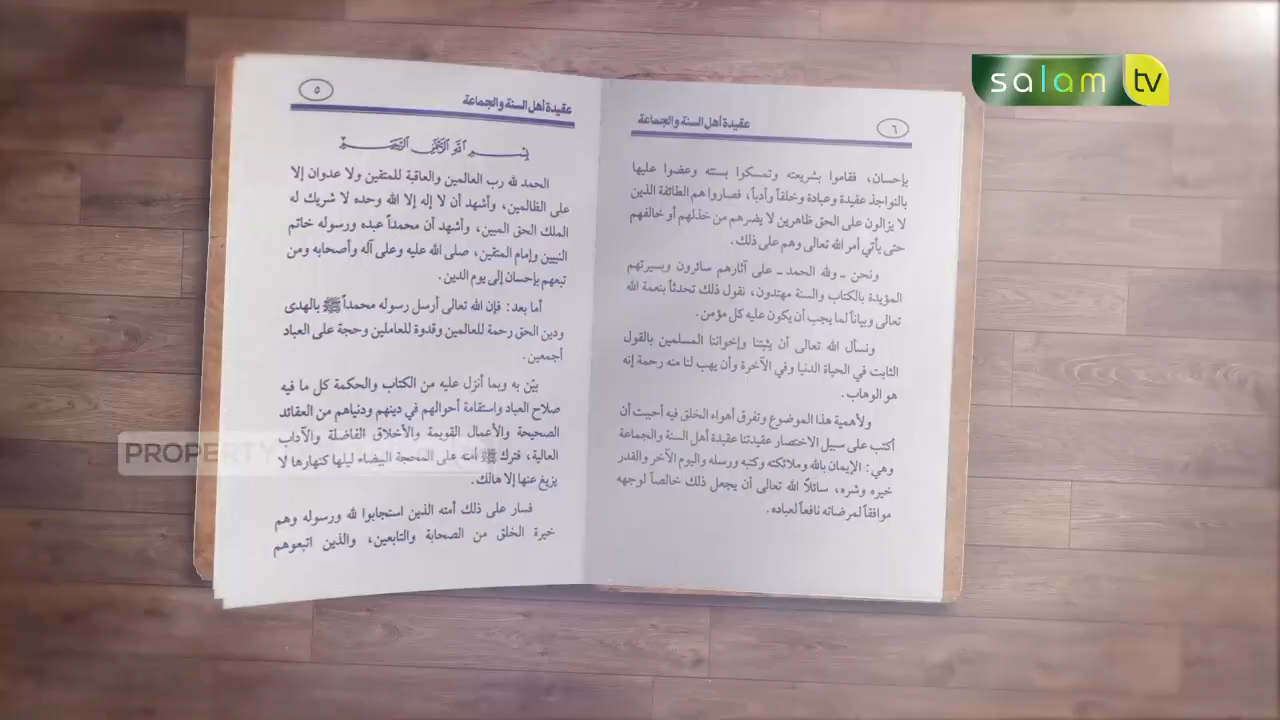 salam tv
٥
عقيدة أهل السنة والجماعة
بسم الله الرحمن الرحيم
الحمد لله رب العالمين والعاقبة للمتقين ولا عدوان إلا
على الظالمين، وأشهد أن لا إله إلا الله وحده لا شريك له
الملك الحق المبين، وأشهد أن محمداً عبده ورسوله خاتم
النبيين وإمام المتقين، صلى الله عليه وعلى آله وأصحابه ومن
تبعهم بإحسان إلى يوم الدين.
أما بعد: فإن الله تعالى أرسل رسوله محمداً ﷺ بالهدى
ودين الحق رحمة للعالمين وقدوة للعاملين وحجة على العباد
أجمعين.
بيّن به وبما أنزل عليه من الكتاب والحكمة كل ما فيه
صلاح العباد واستقامة أحوالهم في دينهم ودنياهم من العقائد
الصحيحة والأعمال القويمة والأخلاق الفاضلة والآداب
العالية، فترك ﷺ أمته على المحجة البيضاء ليلها كنهارها لا
يزيغ عنها إلا هالك.
فسار على ذلك أمته الذين استجابوا لله ورسوله وهم
خيرة الخلق من الصحابة والتابعين، والذين اتبعوهم
PROPERTY
٦
عقيدة أهل السنة والجماعة
بإحسان، فقاموا بشريعته وتمسكوا بسنته وعضوا عليها
بالنواجذ عقيدة وعبادة وخلقاً وأدباً، فصاروا هم الطائفة الذين
لا يزالون على الحق ظاهرين لا يضرهم من خذلهم أو خالفهم
حتى يأتي أمر الله تعالى وهم على ذلك.
ونحن ـ ولله الحمد ـ على آثارهم سائرون وبسيرتهم
المؤيدة بالكتاب والسنة مهتدون، نقول ذلك تحدثاً بنعمة الله
تعالى وبياناً لما يجب أن يكون عليه كل مؤمن.
ونسأل الله تعالى أن يثبتنا وإخواننا المسلمين بالقول
الثابت في الحياة الدنيا وفي الآخرة وأن يهب لنا منه رحمة إنه
هو الوهاب.
ولأهمية هذا الموضوع وتفرق أهواء الخلق فيه أحببت أن
أكتب على سبيل الاختصار عقيدتنا عقيدة أهل السنة والجماعة
وهي: الإيمان بالله وملائكته وكتبه ورسله واليوم الآخر والقدر
خيره وشره، سائلاً الله تعالى أن يجعل ذلك خالصاً لوجهه
موافقاً لمرضاته نافعاً لعباده.